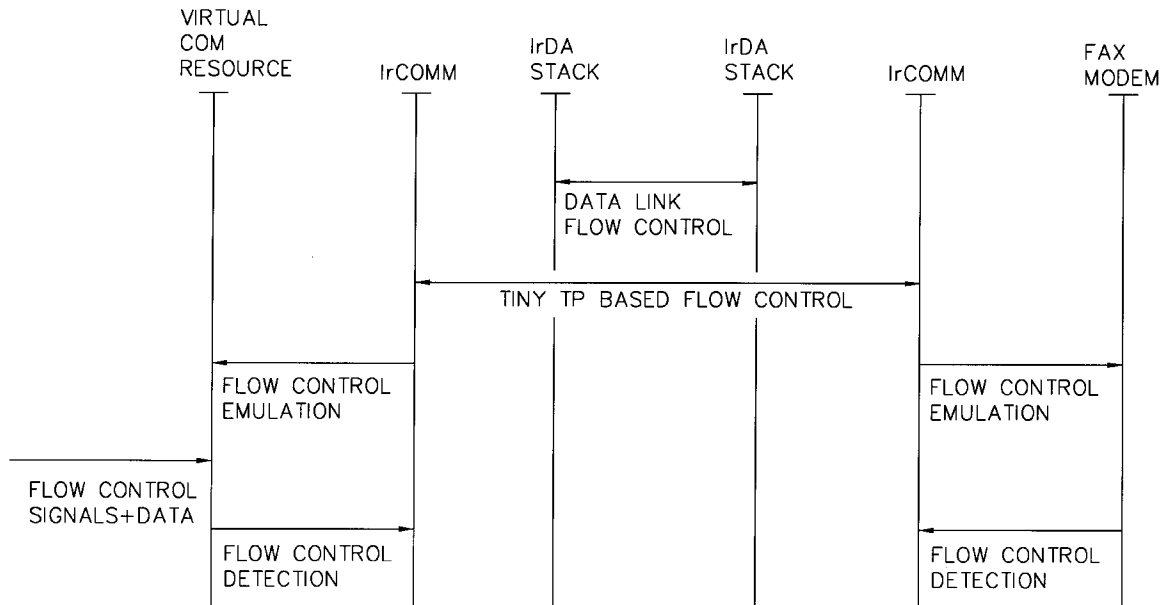 VIRTUAL
COM
RESOURCE
IrCOMM
IrDA
STACK
IrDA
STACK
IrCOMM
FAX
MODEM
DATA LINK
FLOW CONTROL
TINY TP BASED FLOW CONTROL
FLOW CONTROL
EMULATION
FLOW CONTROL
EMULATION
FLOW CONTROL
SIGNALS+DATA
FLOW CONTROL
DETECTION
FLOW CONTROL
DETECTION